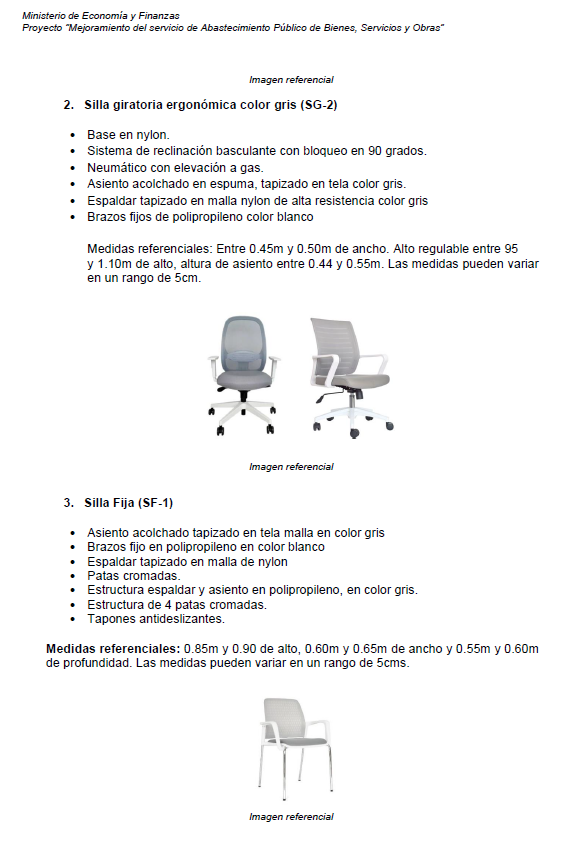 Ministerio de Economía y Finanzas
Proyecto "Mejoramiento del servicio de Abastecimiento Público de Bienes, Servicios y Obras"
Imagen referencial
2. Silla giratoria ergonómica color gris (SG-2)
• Base en nylon.
• Sistema de reclinación basculante con bloqueo en 90 grados.
• Neumático con elevación a gas.
• Asiento acolchado en espuma, tapizado en tela color gris.
• Espaldar tapizado en malla nylon de alta resistencia color gris
• Brazos fijos de polipropileno color blanco
Medidas referenciales: Entre 0.45m y 0.50m de ancho. Alto regulable entre 95
y 1.10m de alto, altura de asiento entre 0.44 y 0.55m. Las medidas pueden variar
en un rango de 5cm.
Imagen referencial
3. Silla Fija (SF-1)
• Asiento acolchado tapizado en tela malla en color gris
• Brazos fijo en polipropileno en color blanco
• Espaldar tapizado en malla de nylon
• Patas cromadas.
• Estructura espaldar y asiento en polipropileno, en color gris.
• Estructura de 4 patas cromadas.
• Tapones antideslizantes.
Medidas referenciales: 0.85m y 0.90 de alto, 0.60m y 0.65m de ancho y 0.55m y 0.60m
de profundidad. Las medidas pueden variar en un rango de 5cms.
Imagen referencial